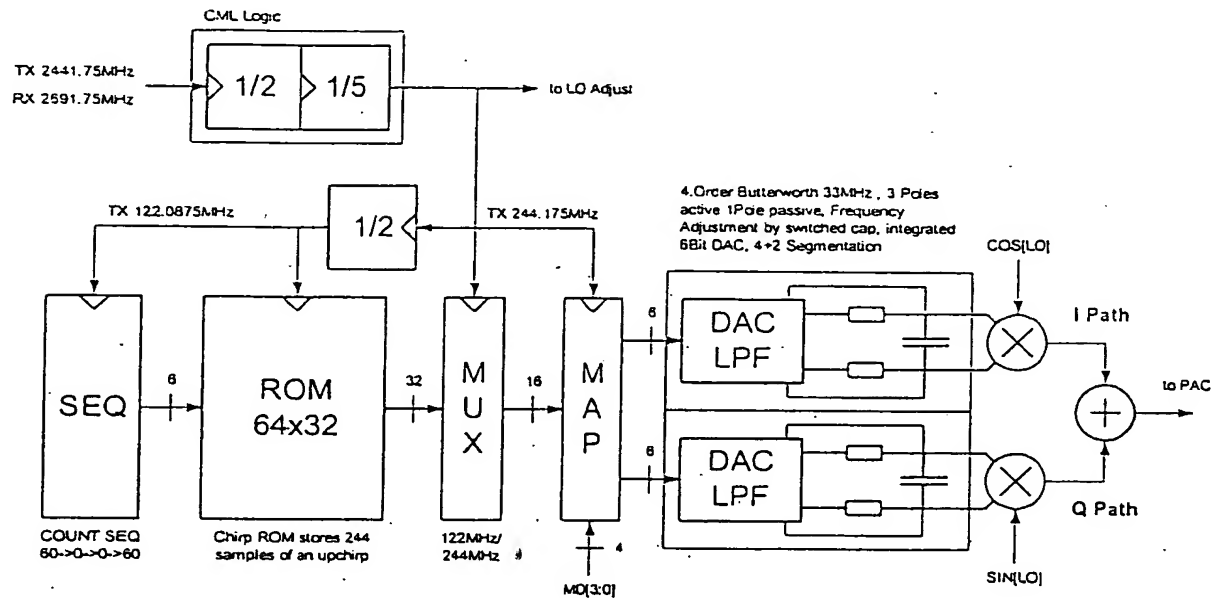 CML Logic
TX 2441.75MHz
RX 2691.75MHz
1/2
1/5
to LO Adjust
TX 122.0875MHz
1/2
TX 244.175MHz
4.Order Butterworth 33MHz , 3 Poles
active 1Pole passive, Frequency
Adjustment by switched cap, integrated
6Bit DAC, 4+2 Segmentation
COS[LO]
SEQ
6
ROM
64x32
32
MUX
16
MAP
6
DAC
LPF
I Path
to PAC
6
DAC
LPF
Q Path
SIN[LO]
COUNT SEQ
60->0->0->60
Chirp ROM stores 244
samples of an upchirp
122MHz/
244MHz
4
MD[3:0]